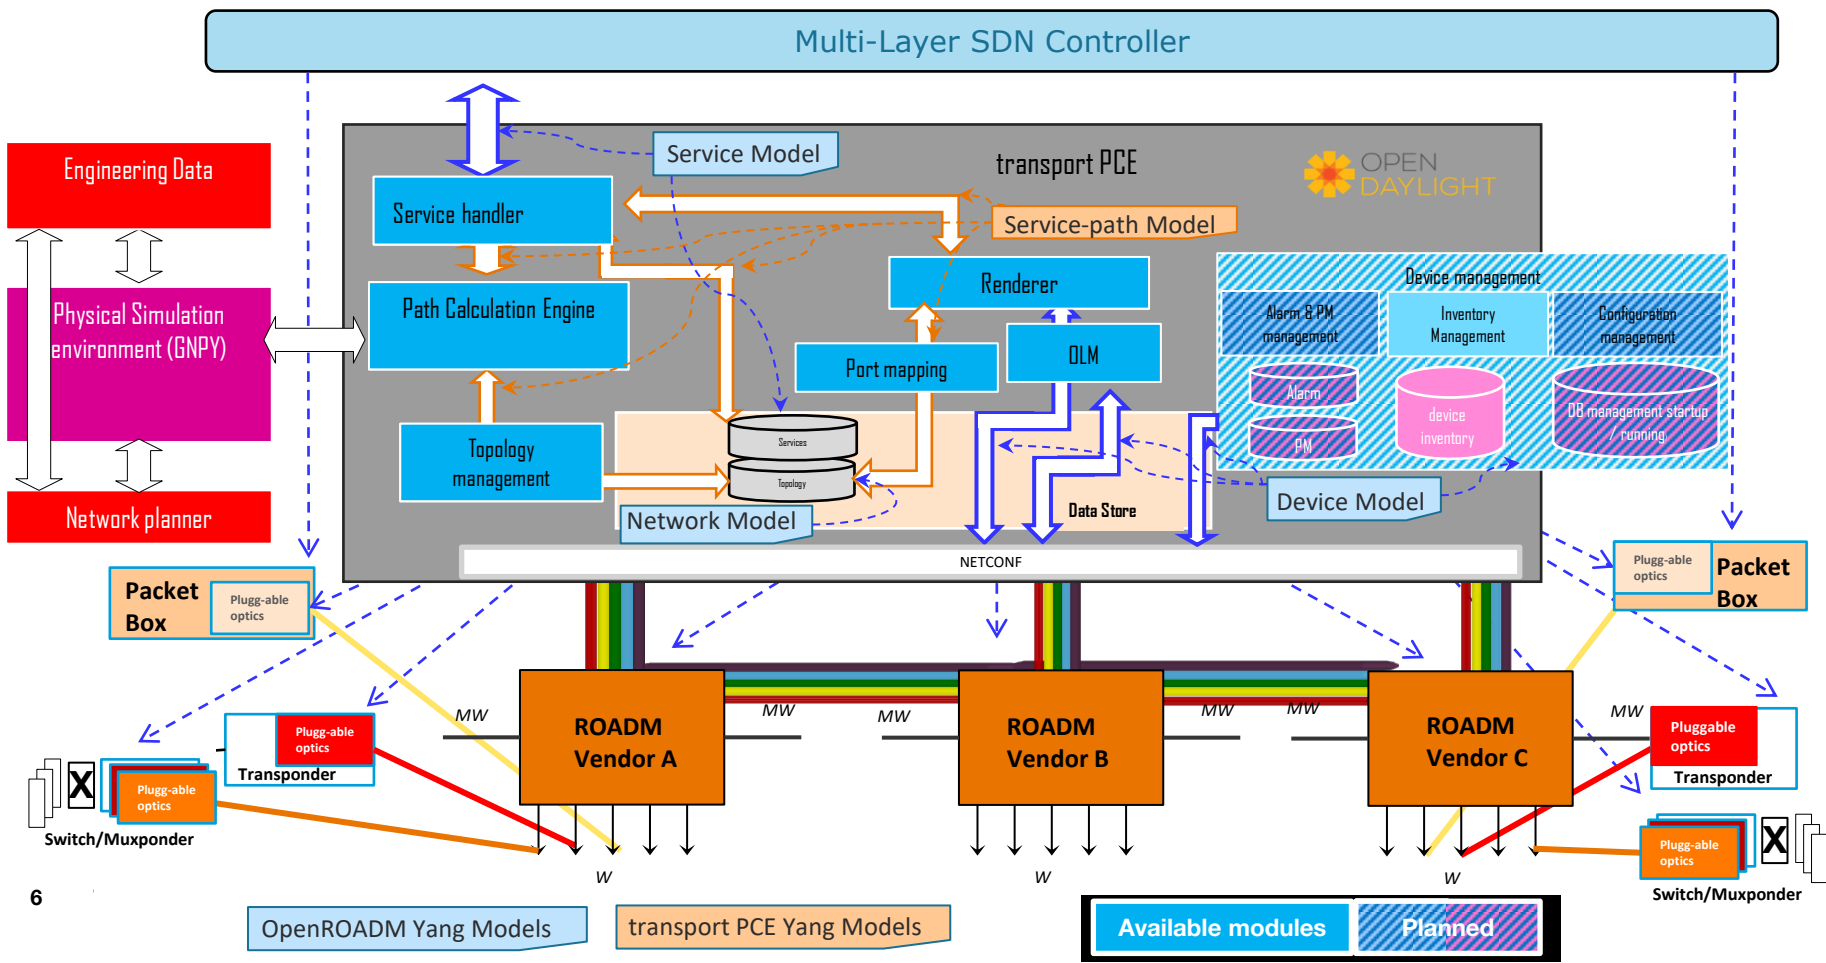 Multi-Layer SDN Controller
Engineering Data
Physical Simulation
environment (GNPY)
Network planner
Service Model
transport PCE
OPEN
DAYLIGHT
Service handler
Service-path Model
Path Calculation Engine
Renderer
Port mapping
OLM
Topology
management
Services
Topology
Network Model
Data Store
Device management
Alarm & PM
management
Inventory
Management
Configuration
management
Alarm
PM
device
inventory
DB management startup
/ running
Device Model
NETCONF
Packet
Box
Plugg-able
optics
Plugg-able
optics
Packet
Box
Plugg-able
optics
Transponder
Plugg-able
optics
X
Switch/Muxponder
MW
ROADM
Vendor A
MW
MW
ROADM
Vendor B
MW
MW
ROADM
Vendor C
MW
Pluggable
optics
Transponder
Plugg-able
optics
X
Switch/Muxponder
W
W
W
6
OpenROADM Yang Models
transport PCE Yang Models
Available modules
Planned